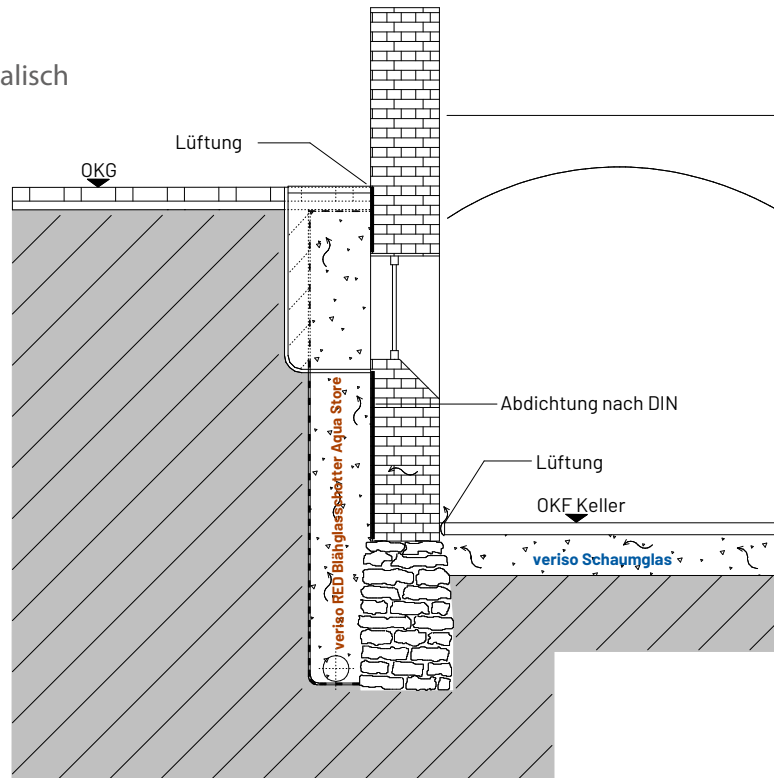 alisch
Lüftung
OKG
Abdichtung nach DIN
Lüftung
OKF Keller
veriso Schaumglas
veriso RED Blähglasschotter Aqua Store